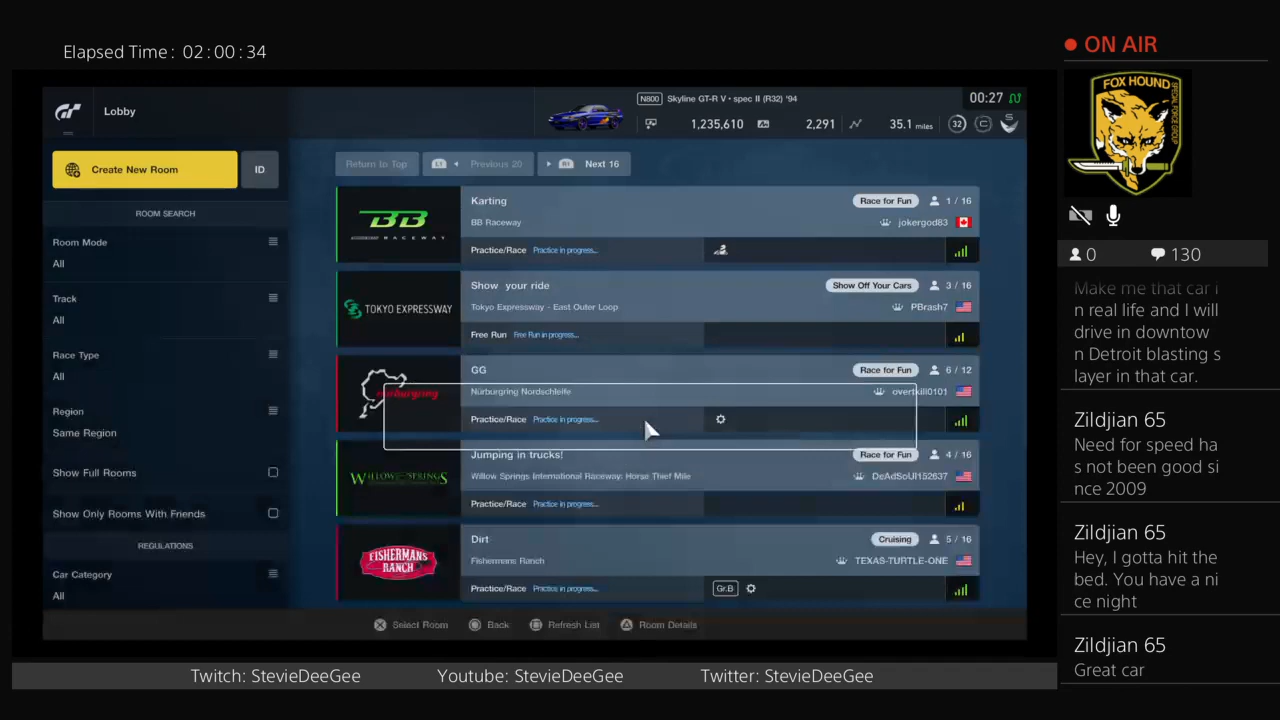 Elapsed Time: 02:00:34
ON AIR
FOX HOUND
SPECIAL FORCE GROUP
GT
Lobby
N800 Skyline GT-R V • spec II (R32) '94
1,235,610 2,291 35.1 miles 32 C S
00:27
Create New Room ID
ROOM SEARCH
Room Mode
All
Track
All
Race Type
All
Region
Same Region
Show Full Rooms
Show Only Rooms With Friends
REGULATIONS
Car Category
All
Return to Top L1 Previous 20 R1 Next 16
BB
RACEWAY
Karting Race for Fun 1 / 16
BB Raceway jokergod83
Practice/Race Practice in progress...
TOKYO EXPRESSWAY
Show your ride Show Off Your Cars 3 / 16
Tokyo Expressway - East Outer Loop PBrash7
Free Run Free Run in progress...
nürburgring
GG Race for Fun 6 / 12
Nürburgring Nordschleife overtkill0101
Practice/Race Practice in progress...
WILLOW SPRINGS
Jumping in trucks! Race for Fun 4 / 16
Willow Springs International Raceway: Horse Thief Mile DeAdSoUl152637
Practice/Race Practice in progress...
FISHERMANS
RANCH
Dirt Cruising 5 / 16
Fishermans Ranch TEXAS-TURTLE-ONE
Practice/Race Practice in progress... Gr.B
Select Room Back Refresh List Room Details
0 130
Make me that car i
n real life and I will
drive in downtow
n Detroit blasting s
layer in that car.
Zildjian 65
Need for speed ha
s not been good si
nce 2009
Zildjian 65
Hey, I gotta hit the
bed. You have a ni
ce night
Zildjian 65
Great car
Twitch: StevieDeeGee Youtube: StevieDeeGee Twitter: StevieDeeGee